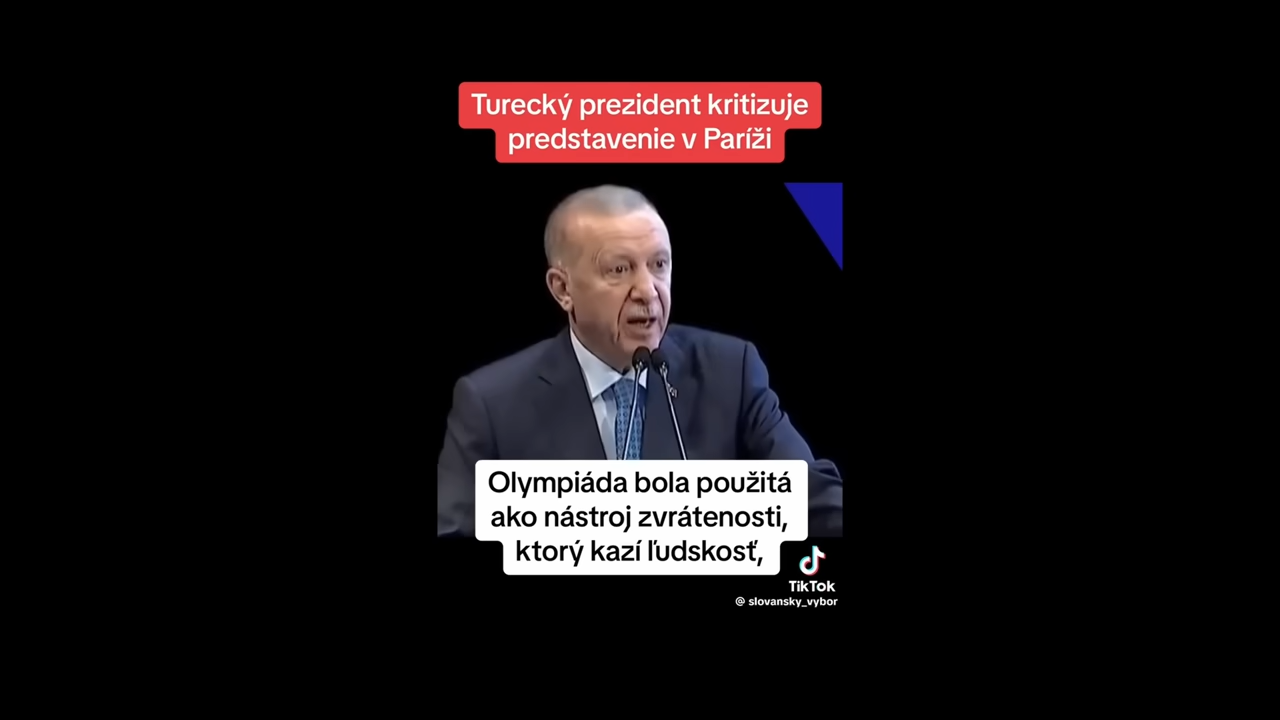 Turecký prezident kritizuje
predstavenie v Paríži
Olympiáda bola použitá
ako nástroj zvrátenosti,
ktorý kazí ľudskosť,
TikTok
@ slovansky_vybor